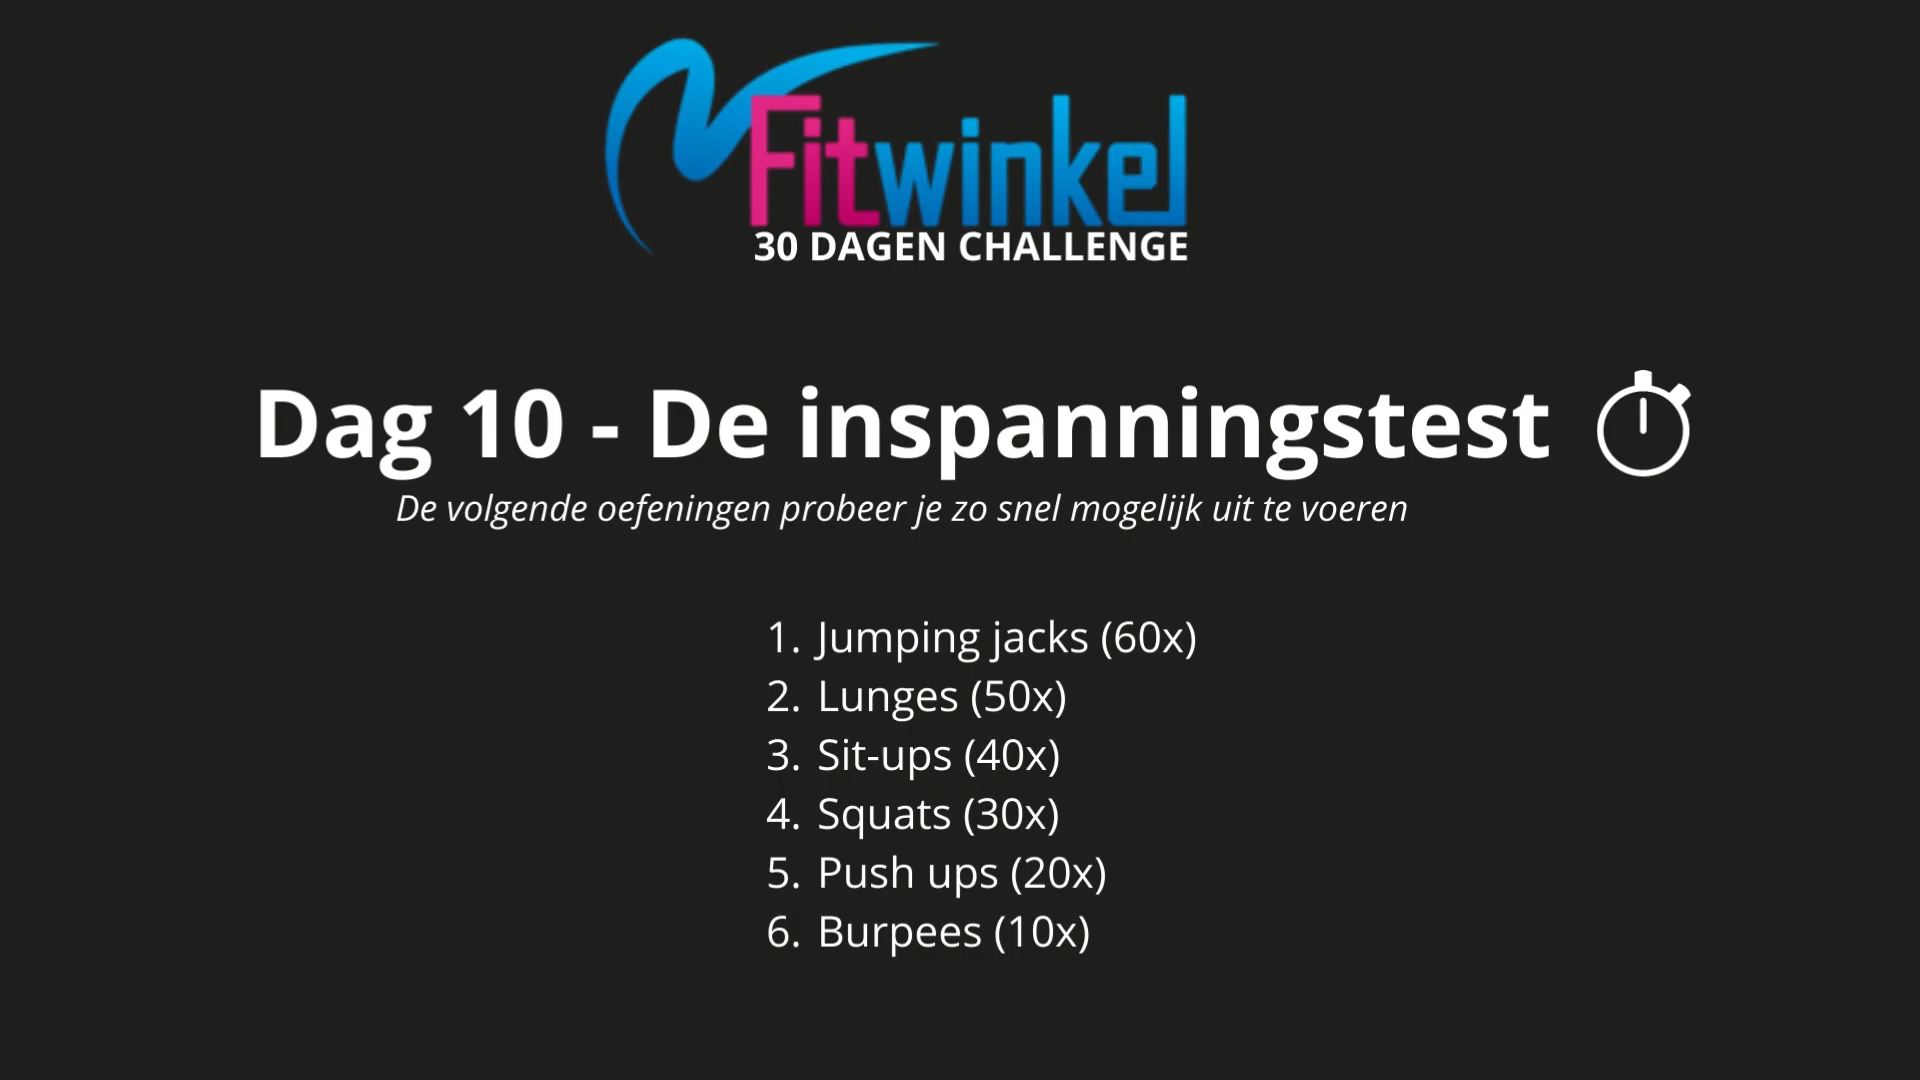 Fitwinkel
30 DAGEN CHALLENGE
Dag 10 - De inspanningstest
De volgende oefeningen probeer je zo snel mogelijk uit te voeren
1. Jumping jacks (60x)
2. Lunges (50x)
3. Sit-ups (40x)
4. Squats (30x)
5. Push ups (20x)
6. Burpees (10x)